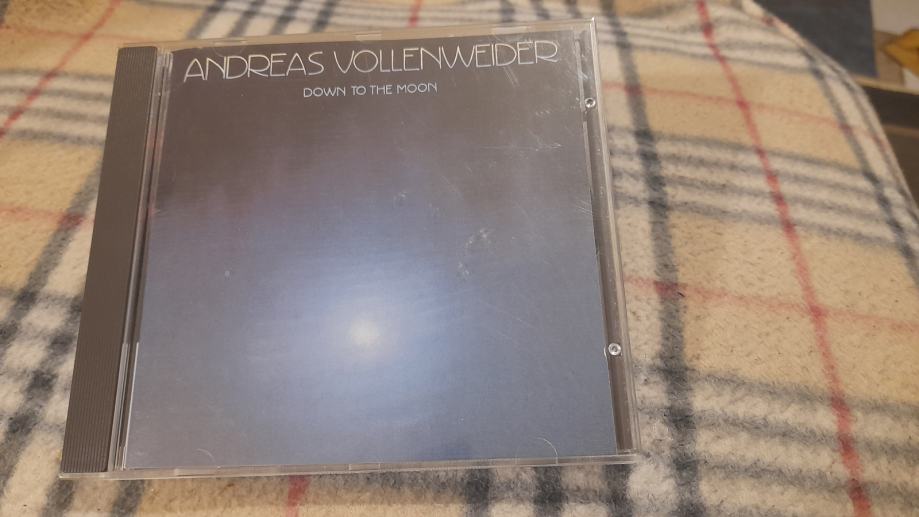 ANDREAS VOLLENWEIDER
DOWN TO THE MOON